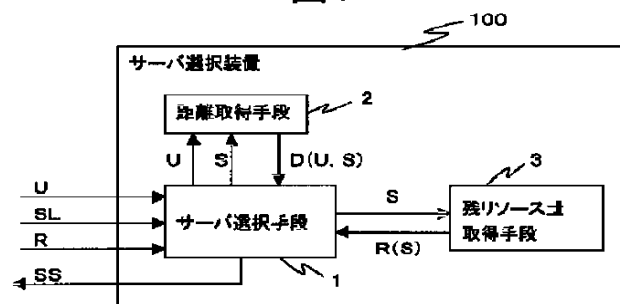 100
サーバ選択装置
距離取得手段
2
U
S
D(U, S)
3
U
SL
R
SS
サーバ選択手段
1
S
R(S)
残リソース量
取得手段